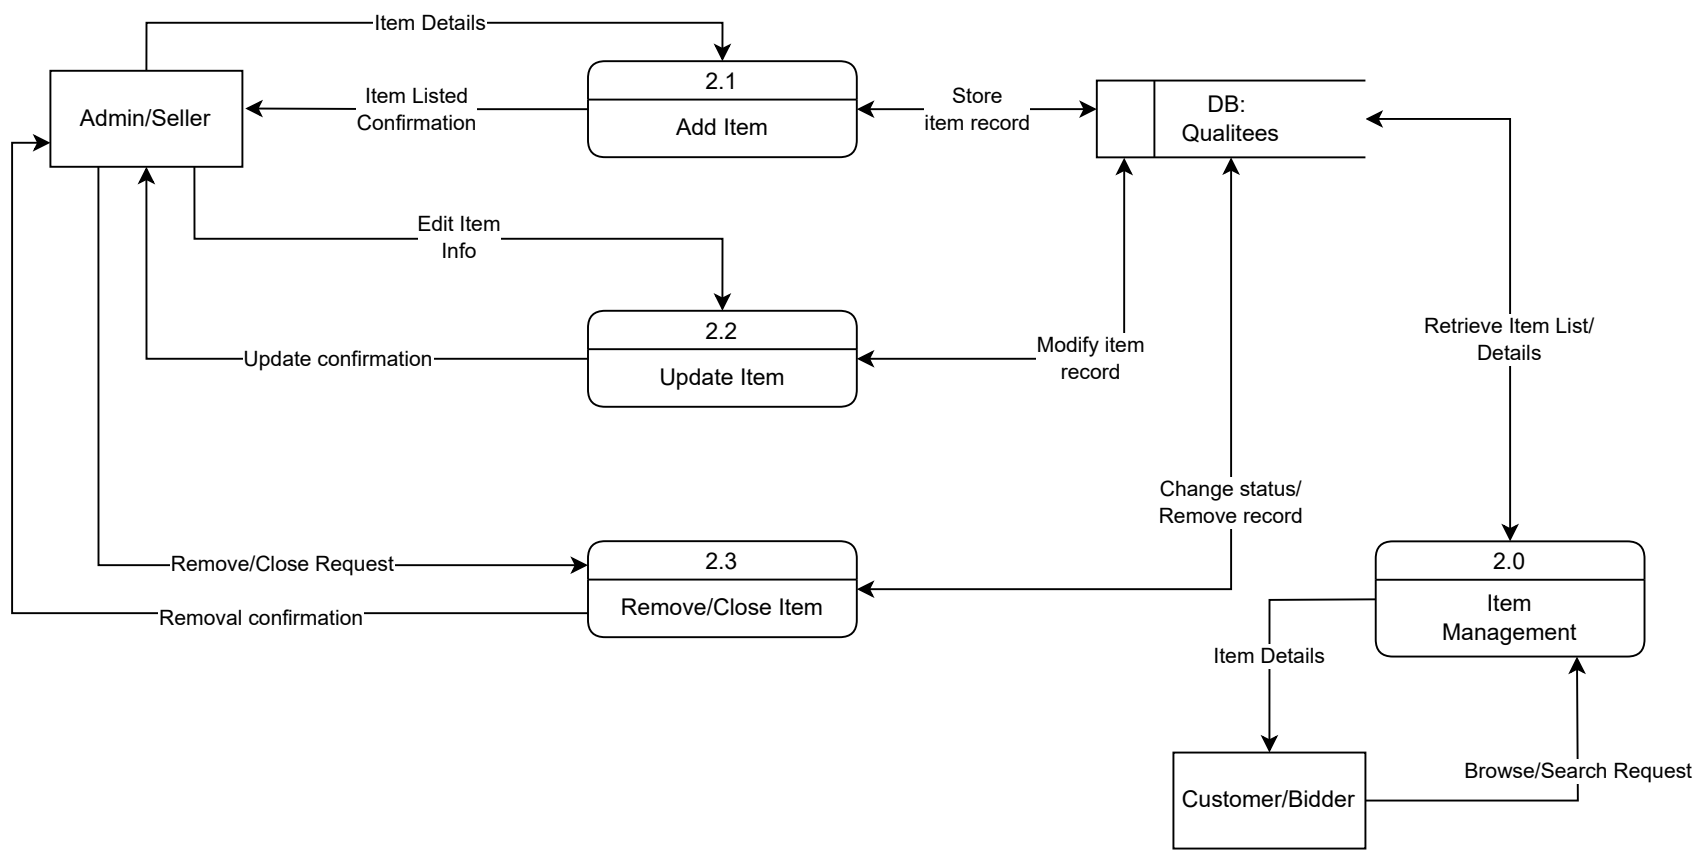 Item Details
2.1
Add Item
Admin/Seller
Item Listed
Confirmation
Store
item record
DB:
Qualitees
Edit Item
Info
2.2
Update Item
Update confirmation
Modify item
record
Retrieve Item List/
Details
Change status/
Remove record
2.3
Remove/Close Item
Remove/Close Request
Removal confirmation
2.0
Item
Management
Item Details
Browse/Search Request
Customer/Bidder